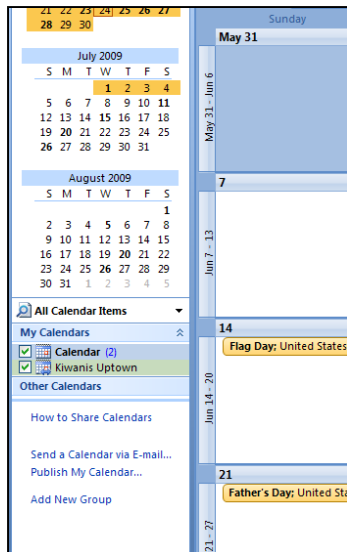 21 22 23 24 25 26 27
28 29 30
July 2009
S M T W T F S
1 2 3 4
5 6 7 8 9 10 11
12 13 14 15 16 17 18
19 20 21 22 23 24 25
26 27 28 29 30 31
August 2009
S M T W T F S
1
2 3 4 5 6 7 8
9 10 11 12 13 14 15
16 17 18 19 20 21 22
23 24 25 26 27 28 29
30 31 1 2 3 4 5
All Calendar Items
My Calendars
Calendar (2)
Kiwanis Uptown
Other Calendars
How to Share Calendars
Send a Calendar via E-mail...
Publish My Calendar...
Add New Group
Sunday
May 31
May 31 - Jun 6
7
Jun 7 - 13
14
Flag Day; United States
Jun 14 - 20
21
Father's Day; United Sta
21 - 27